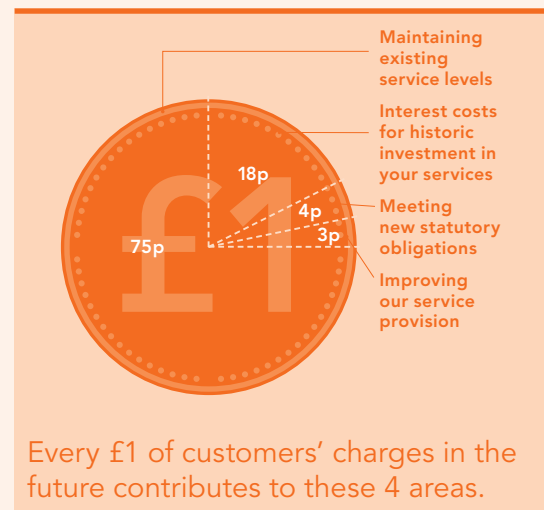 Maintaining
existing
service levels
Interest costs
for historic
investment in
your services
Meeting
new statutory
obligations
Improving
our service
provision
18p
4p
3p
75p
£1
Every £1 of customers’ charges in the
future contributes to these 4 areas.